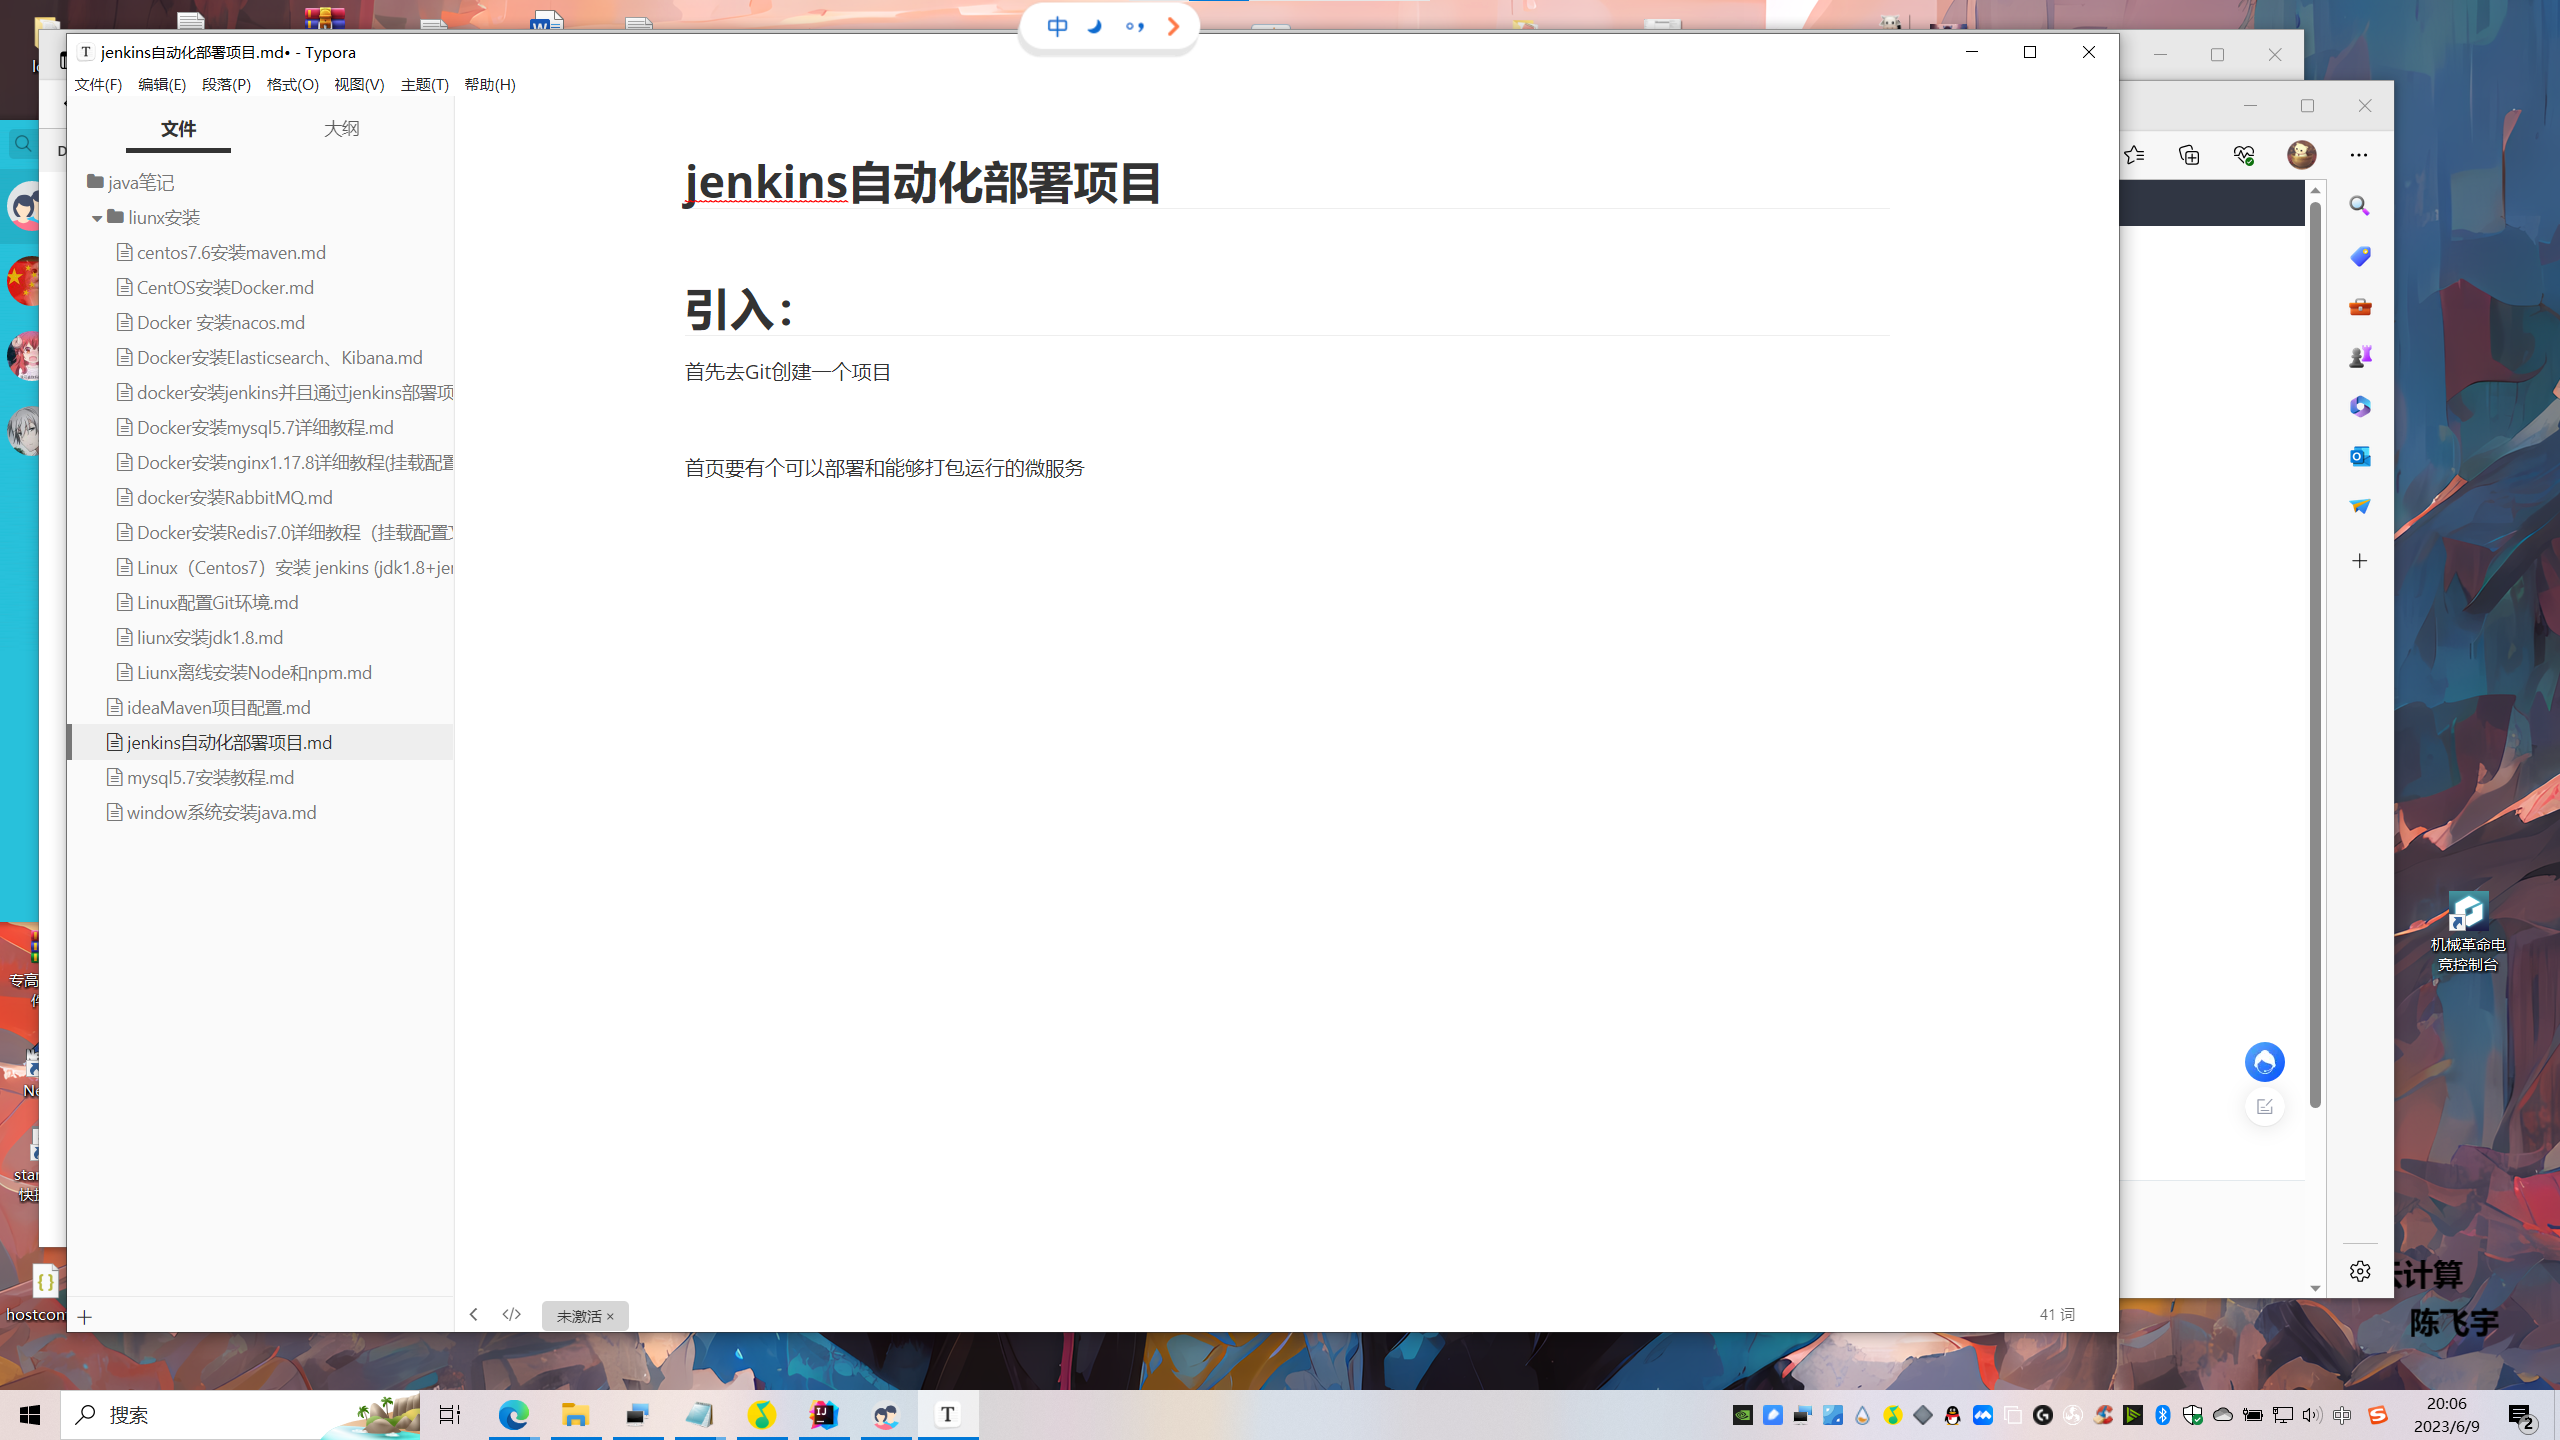 jenkins自动化部署项目.md• - Typora
文件(F) 编辑(E) 段落(P) 格式(O) 视图(V) 主题(T) 帮助(H)
文件 大纲
java笔记
liunx安装
centos7.6安装maven.md
CentOS安装Docker.md
Docker 安装nacos.md
Docker安装Elasticsearch、Kibana.md
docker安装jenkins并且通过jenkins部署项
Docker安装mysql5.7详细教程.md
Docker安装nginx1.17.8详细教程(挂载配置
docker安装RabbitMQ.md
Docker安装Redis7.0详细教程（挂载配置
Linux（Centos7）安装 jenkins (jdk1.8+je
Linux配置Git环境.md
liunx安装jdk1.8.md
Liunx离线安装Node和npm.md
ideaMaven项目配置.md
jenkins自动化部署项目.md
mysql5.7安装教程.md
window系统安装java.md
jenkins自动化部署项目
引入：
首先去Git创建一个项目
首页要有个可以部署和能够打包运行的微服务
未激活 ×
41 词
中
D
专高
Ne
star
hostcon
机械革命电
竞控制台
计算
陈飞宇
搜索
中
20:06
2023/6/9
2